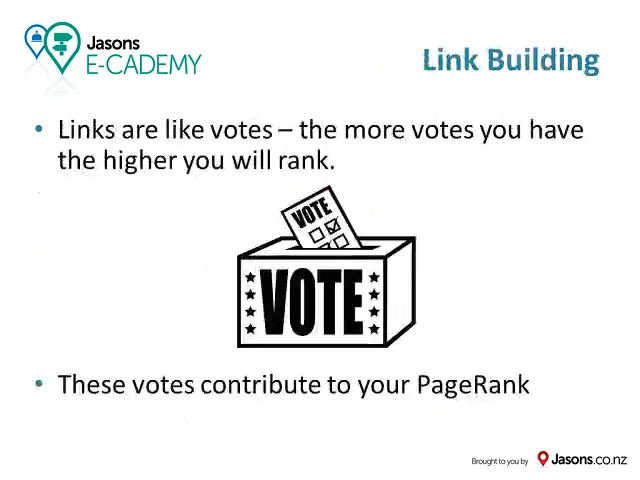 Jasons
E-CADEMY
Link Building
• Links are like votes – the more votes you have
the higher you will rank.
VOTE
VOTE
• These votes contribute to your PageRank
Brought to you by Jasons.co.nz